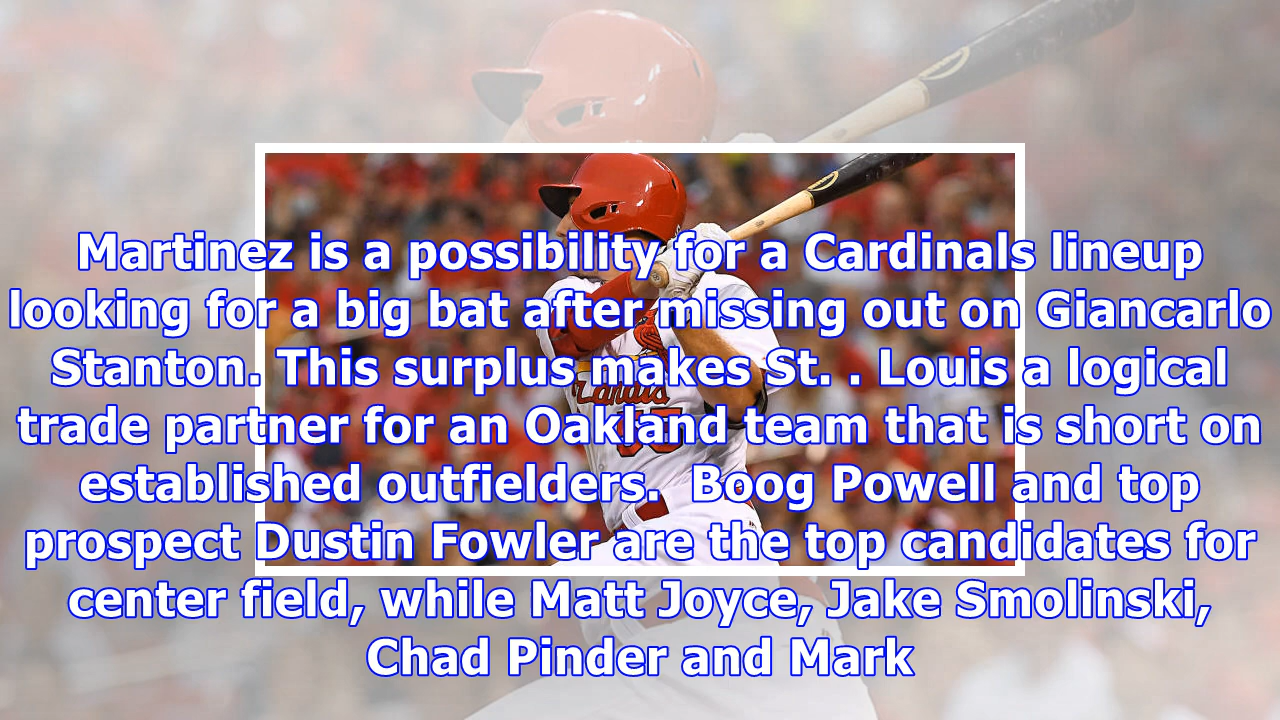 Martinez is a possibility for a Cardinals lineup
looking for a big bat after missing out on Giancarlo
Stanton. This surplus makes St. . Louis a logical
trade partner for an Oakland team that is short on
established outfielders.  Boog Powell and top
prospect Dustin Fowler are the top candidates for
center field, while Matt Joyce, Jake Smolinski,
Chad Pinder and Mark